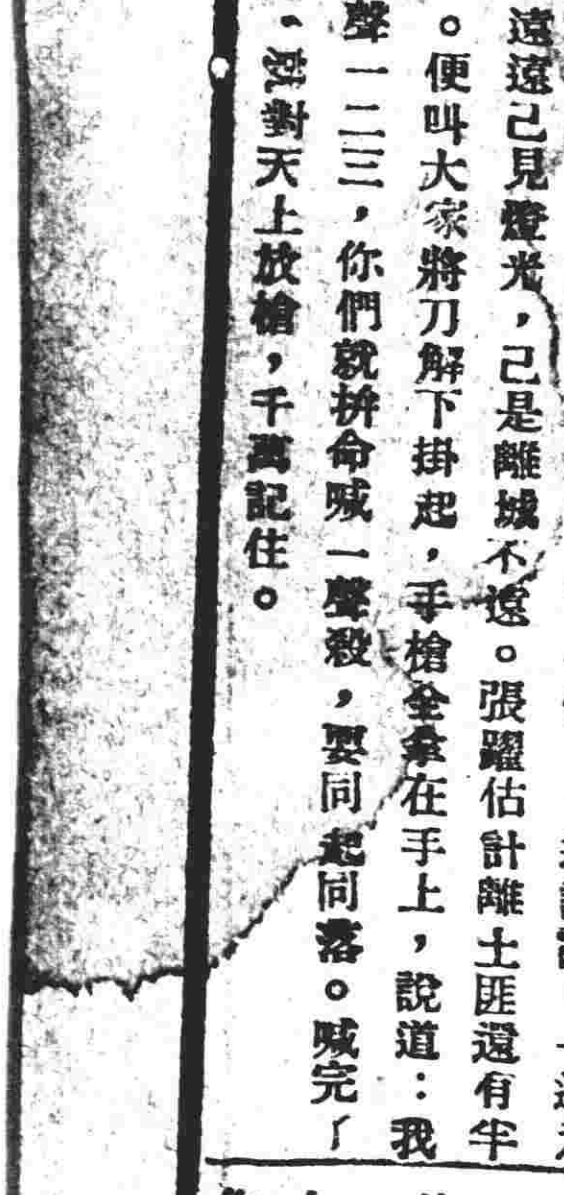 遠遠己見燈光，己是離城不遠。張躍估計離土匪還有半
。便叫大家將刀解下掛起，手槍全拿在手上，說道：我
聲一二三，你們就拚命喊一聲殺，要同起同落。喊完了
、就對天上放槍，千萬記住。